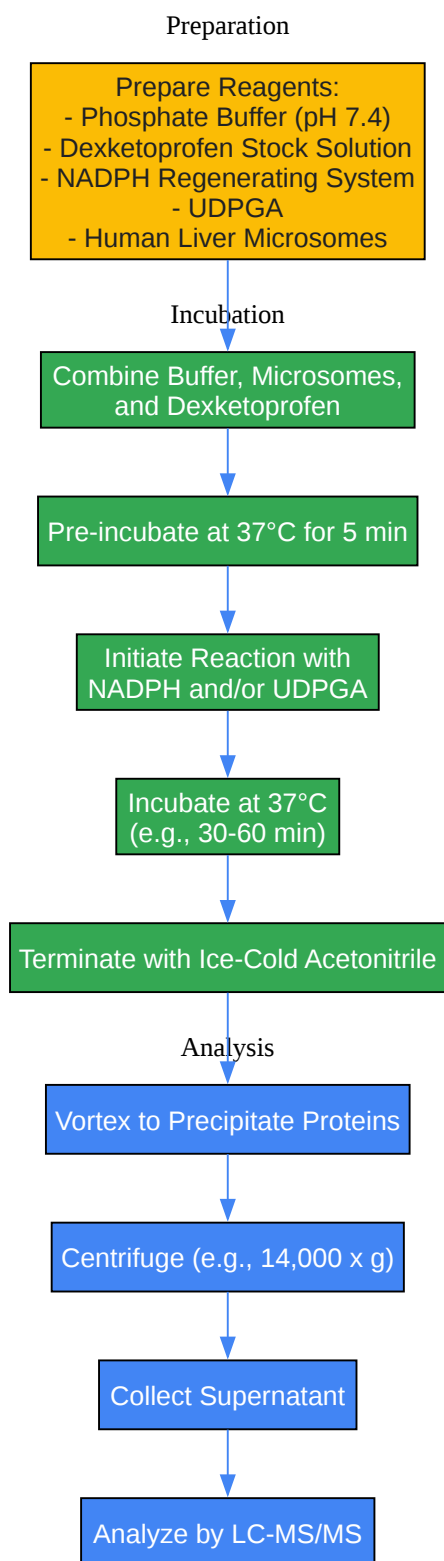 Preparation
Prepare Reagents:
- Phosphate Buffer (pH 7.4)
- Dexketoprofen Stock Solution
- NADPH Regenerating System
- UDPGA
- Human Liver Microsomes
Incubation
Combine Buffer, Microsomes,
and Dexketoprofen
Pre-incubate at 37°C for 5 min
Initiate Reaction with
NADPH and/or UDPGA
Incubate at 37°C
(e.g., 30-60 min)
Terminate with Ice-Cold Acetonitrile
Analysis
Vortex to Precipitate Proteins
Centrifuge (e.g., 14,000 x g)
Collect Supernatant
Analyze by LC-MS/MS